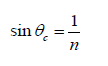 sin θ_c = 1/n